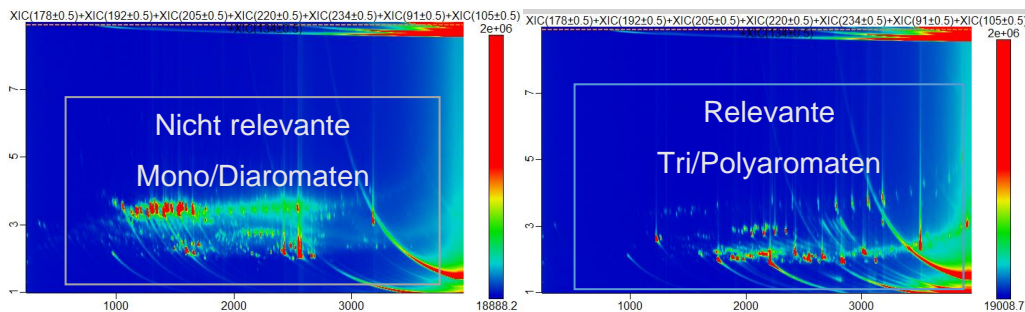 XIC(178±0.5)+XIC(192±0.5)+XIC(205±0.5)+XIC(220±0.5)+XIC(234±0.5)+XIC(91±0.5)+XIC(105±0.5)
2e+06
7
5
3
1
Nicht relevante
Mono/Diaromaten
1000
2000
3000
18888.2
XIC(178±0.5)+XIC(192±0.5)+XIC(205±0.5)+XIC(220±0.5)+XIC(234±0.5)+XIC(91±0.5)+XIC(105±0.5)
2e+06
7
5
3
1
Relevante
Tri/Polyaromaten
1000
2000
3000
19008.7